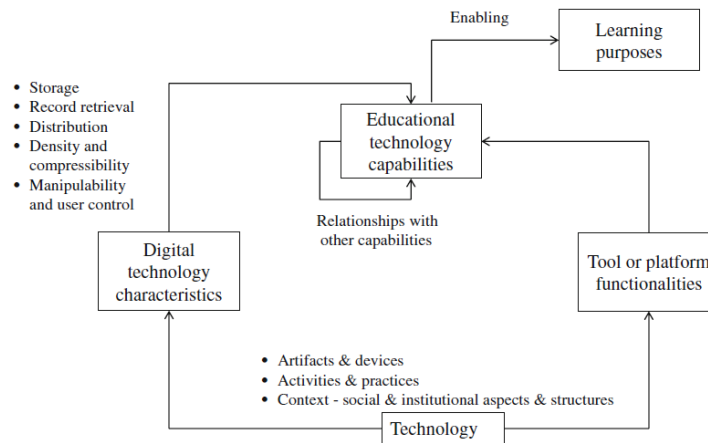 Enabling
Learning
purposes
• Storage
• Record retrieval
• Distribution
• Density and
compressibility
• Manipulability
and user control
Educational
technology
capabilities
Relationships with
other capabilities
Digital
technology
characteristics
Tool or platform
functionalities
• Artifacts & devices
• Activities & practices
• Context - social & institutional aspects & structures
Technology